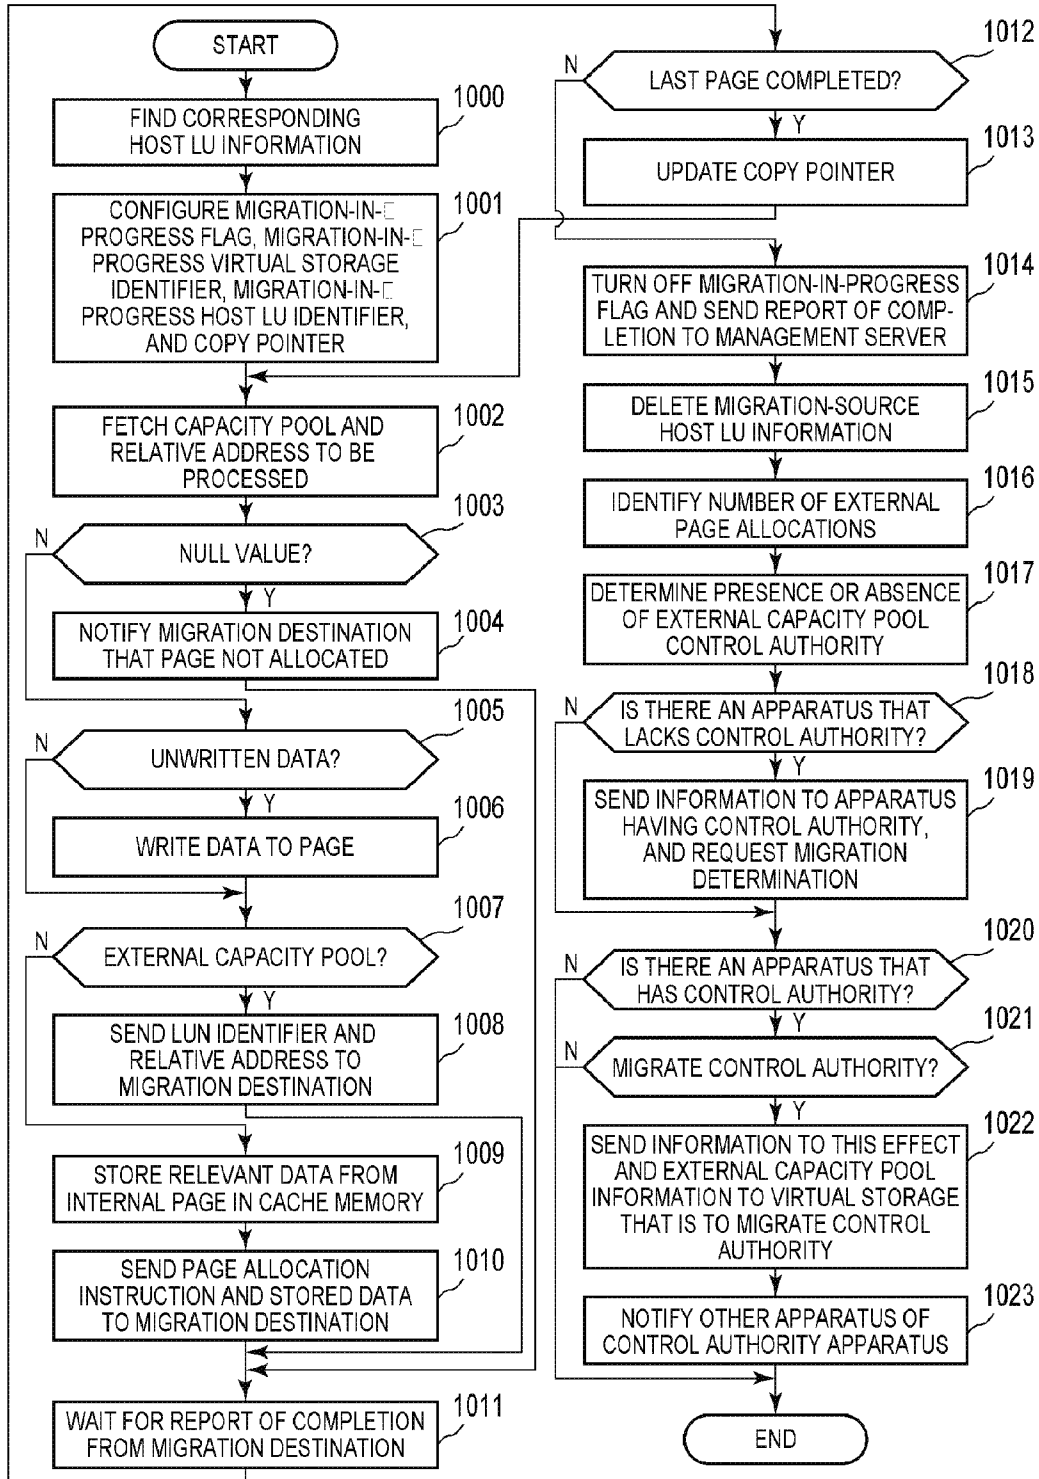 START
1000
FIND CORRESPONDING
HOST LU INFORMATION
1001
CONFIGURE MIGRATION-IN-□
PROGRESS FLAG, MIGRATION-IN-□
PROGRESS VIRTUAL STORAGE
IDENTIFIER, MIGRATION-IN-□
PROGRESS HOST LU IDENTIFIER,
AND COPY POINTER
1002
FETCH CAPACITY POOL AND
RELATIVE ADDRESS TO BE
PROCESSED
1003
N
NULL VALUE?
Y
1004
NOTIFY MIGRATION DESTINATION
THAT PAGE NOT ALLOCATED
1005
N
UNWRITTEN DATA?
Y
1006
WRITE DATA TO PAGE
1007
N
EXTERNAL CAPACITY POOL?
Y
1008
SEND LUN IDENTIFIER AND
RELATIVE ADDRESS TO
MIGRATION DESTINATION
1009
STORE RELEVANT DATA FROM
INTERNAL PAGE IN CACHE MEMORY
1010
SEND PAGE ALLOCATION
INSTRUCTION AND STORED DATA
TO MIGRATION DESTINATION
1011
WAIT FOR REPORT OF COMPLETION
FROM MIGRATION DESTINATION
1012
N
LAST PAGE COMPLETED?
Y
1013
UPDATE COPY POINTER
1014
TURN OFF MIGRATION-IN-PROGRESS
FLAG AND SEND REPORT OF COMP-
LETION TO MANAGEMENT SERVER
1015
DELETE MIGRATION-SOURCE
HOST LU INFORMATION
1016
IDENTIFY NUMBER OF EXTERNAL
PAGE ALLOCATIONS
1017
DETERMINE PRESENCE OR ABSENCE
OF EXTERNAL CAPACITY POOL
CONTROL AUTHORITY
1018
N
IS THERE AN APPARATUS THAT
LACKS CONTROL AUTHORITY?
Y
1019
SEND INFORMATION TO APPARATUS
HAVING CONTROL AUTHORITY,
AND REQUEST MIGRATION
DETERMINATION
1020
N
IS THERE AN APPARATUS THAT
HAS CONTROL AUTHORITY?
Y
1021
N
MIGRATE CONTROL AUTHORITY?
Y
1022
SEND INFORMATION TO THIS EFFECT
AND EXTERNAL CAPACITY POOL
INFORMATION TO VIRTUAL STORAGE
THAT IS TO MIGRATE CONTROL
AUTHORITY
1023
NOTIFY OTHER APPARATUS OF
CONTROL AUTHORITY APPARATUS
END